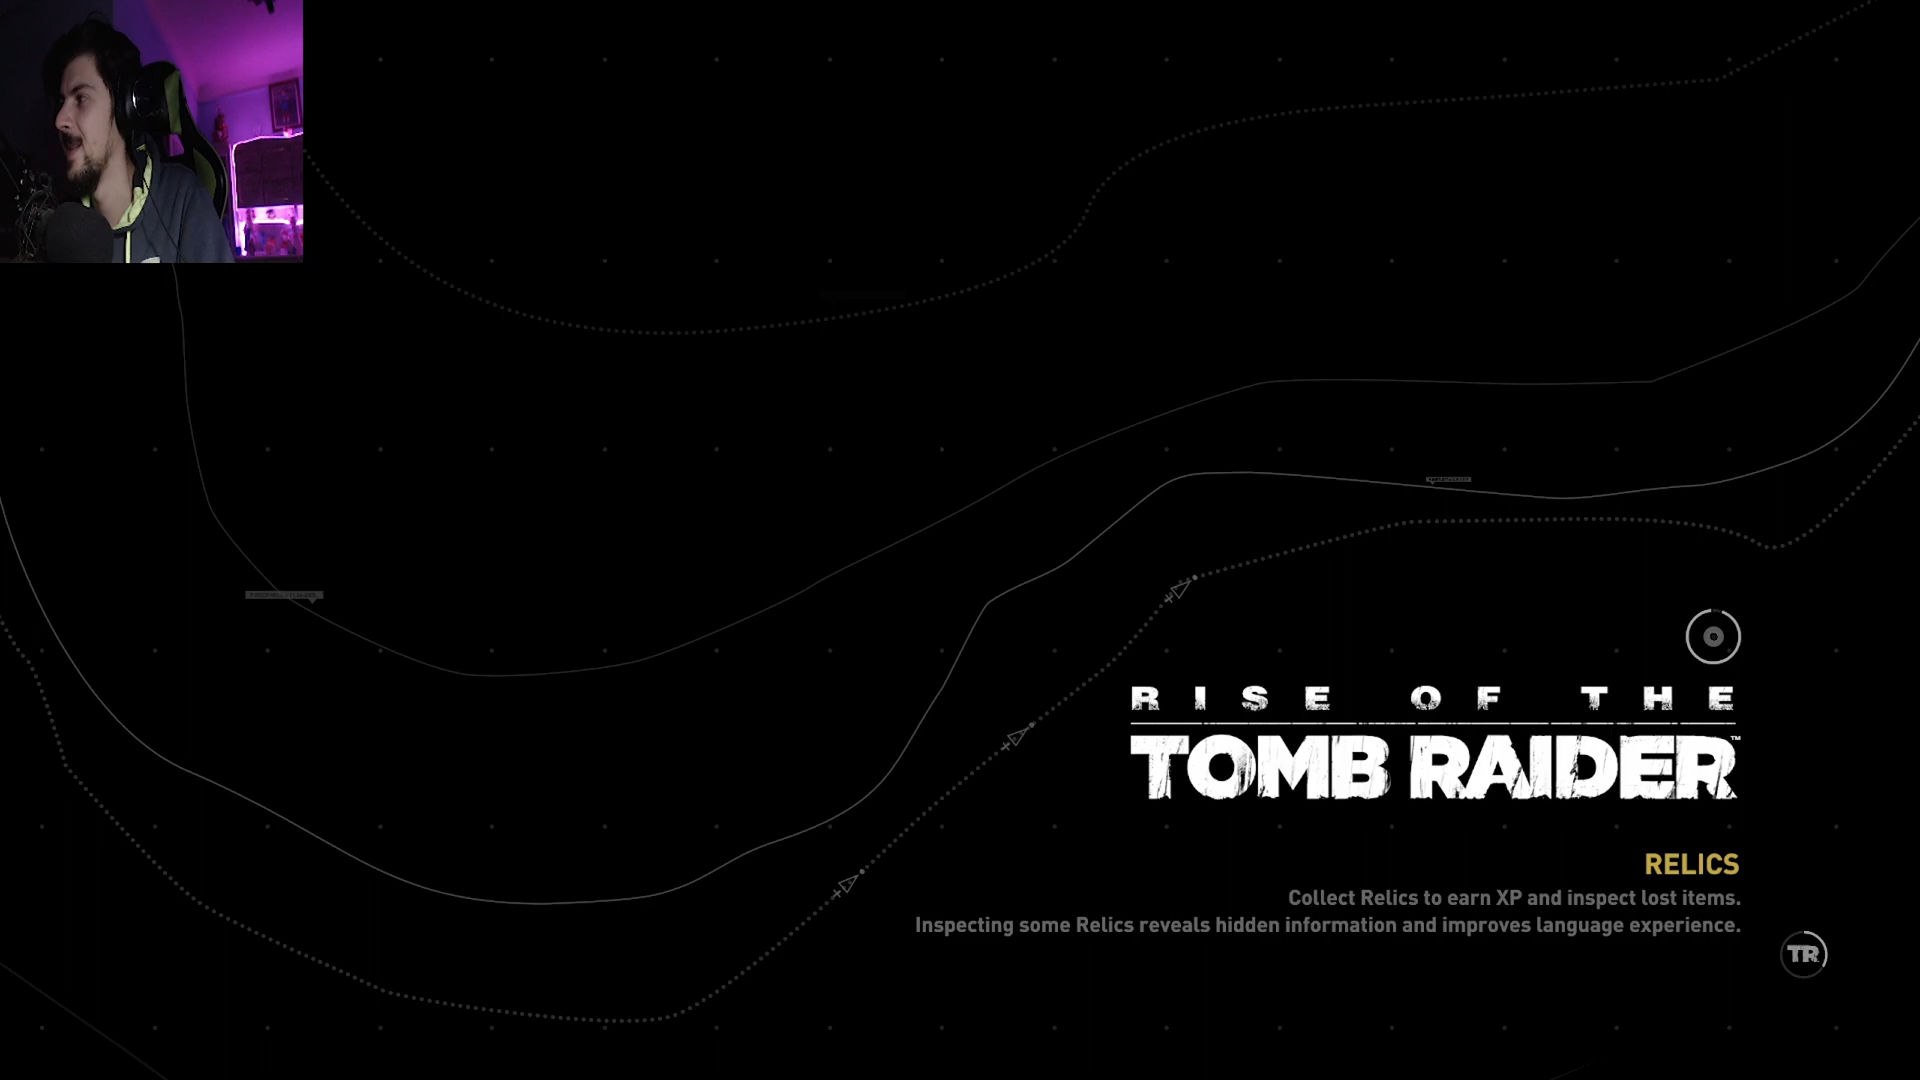 RISE OF THE
TOMB RAIDER™
RELICS
Collect Relics to earn XP and inspect lost items.
Inspecting some Relics reveals hidden information and improves language experience.
TR